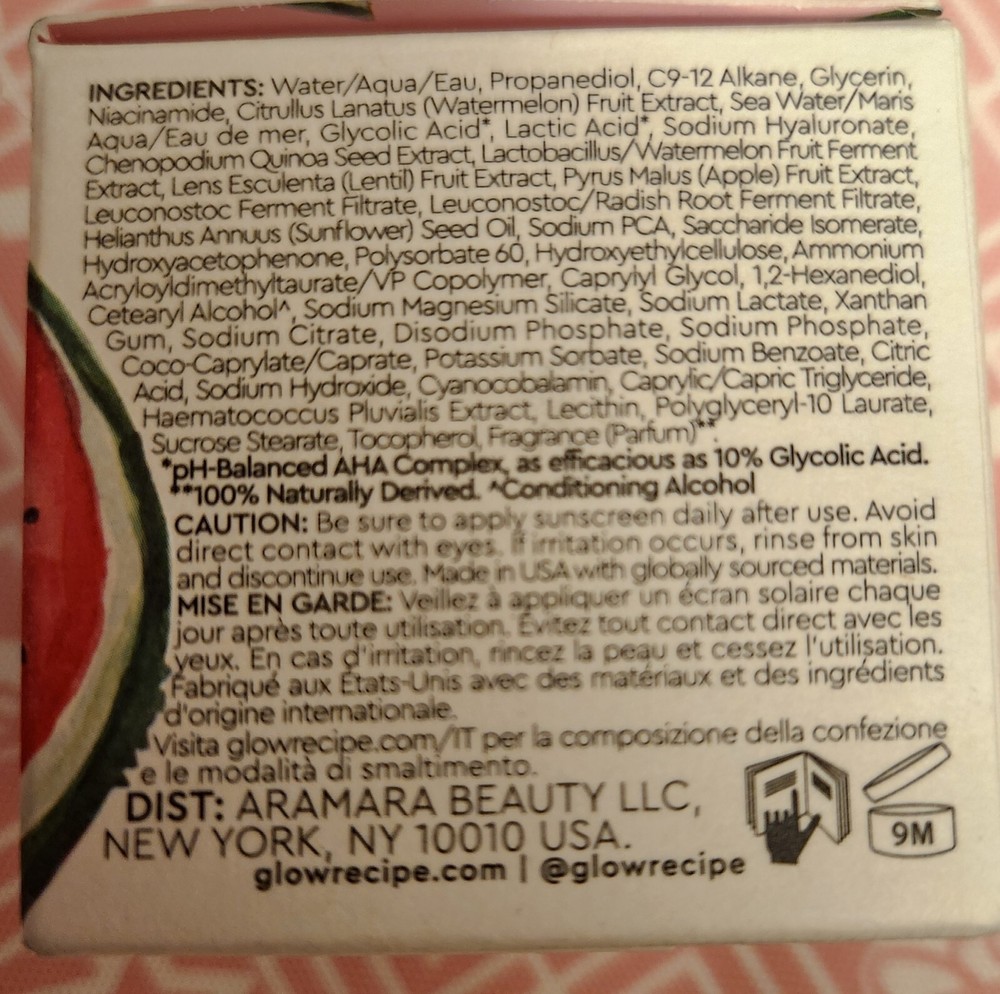 INGREDIENTS: Water/Aqua/Eau, Propanediol, C9-12 Alkane, Glycerin,
Niacinamide, Citrullus Lanatus (Watermelon) Fruit Extract, Sea Water/Maris
Aqua/Eau de mer, Glycolic Acid*, Lactic Acid*, Sodium Hyaluronate,
Chenopodium Quinoa Seed Extract, Lactobacillus/Watermelon Fruit Ferment
Extract, Lens Esculenta (Lentil) Fruit Extract, Pyrus Malus (Apple) Fruit Extract,
Leuconostoc Ferment Filtrate, Leuconostoc/Radish Root Ferment Filtrate,
Helianthus Annuus (Sunflower) Seed Oil, Sodium PCA, Saccharide Isomerate,
Hydroxyacetophenone, Polysorbate 60, Hydroxyethylcellulose, Ammonium
Acryloyldimethyltaurate/VP Copolymer, Caprylyl Glycol, 1,2-Hexanediol,
Cetearyl Alcohol^, Sodium Magnesium Silicate, Sodium Lactate, Xanthan
Gum, Sodium Citrate, Disodium Phosphate, Sodium Phosphate,
Coco-Caprylate/Caprate, Potassium Sorbate, Sodium Benzoate, Citric
Acid, Sodium Hydroxide, Cyanocobalamin, Caprylic/Capric Triglyceride,
Haematococcus Pluvialis Extract, Lecithin, Polyglyceryl-10 Laurate,
Sucrose Stearate, Tocopherol, Fragrance (Parfum)**.
*pH-Balanced AHA Complex, as efficacious as 10% Glycolic Acid.
**100% Naturally Derived. ^Conditioning Alcohol
CAUTION: Be sure to apply sunscreen daily after use. Avoid
direct contact with eyes. If irritation occurs, rinse from skin
and discontinue use. Made in USA with globally sourced materials.
MISE EN GARDE: Veillez à appliquer un écran solaire chaque
jour après toute utilisation. Évitez tout contact direct avec les
yeux. En cas d'irritation, rincez la peau et cessez l'utilisation.
Fabriqué aux États-Unis avec des matériaux et des ingrédients
d'origine internationale.
Visita glowrecipe.com/IT per la composizione della confezione
e le modalità di smaltimento.
DIST: ARAMARA BEAUTY LLC,
NEW YORK, NY 10010 USA.
glowrecipe.com | @glowrecipe
9M